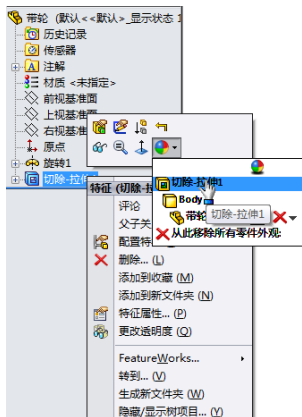 带轮 (默认<<默认>_显示状态 1
历史记录
传感器
注解
材质 <未指定>
前视基准面
上视基准面
右视基准面
原点
旋转1
切除-拉伸1
切除-拉伸1
Body
带轮
切除-拉伸1
从此移除所有零件外观:
特征 (切除-拉
评论
父子关
配置特
删除... (L)
添加到收藏 (M)
添加到新文件夹 (N)
特征属性... (P)
更改透明度 (Q)
FeatureWorks...
转到... (V)
生成新文件夹 (W)
隐藏/显示树项目... (Y)